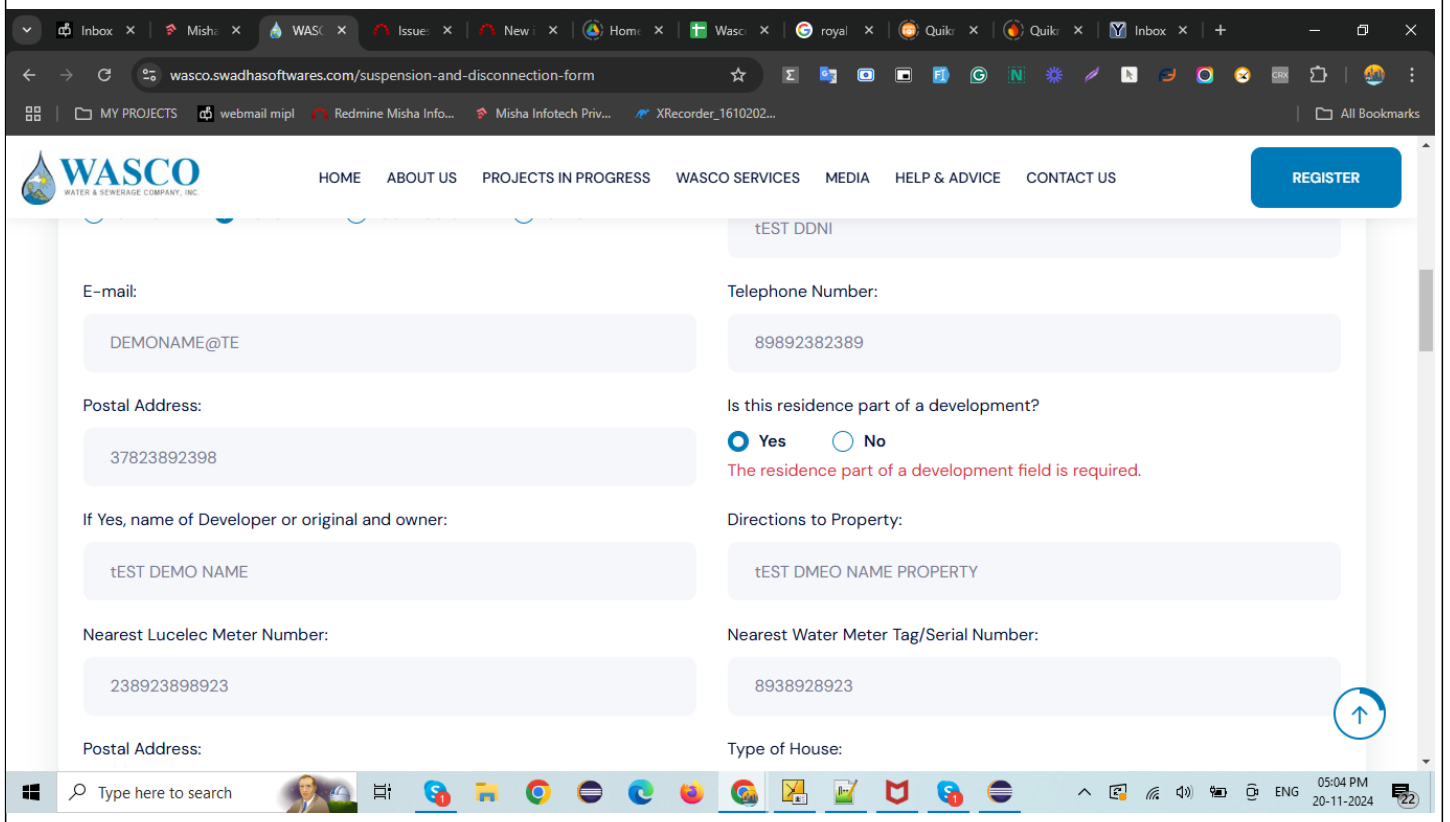 Inbox
Misha
WASC
Issue:
New i
Home
Wasc
royal
Quikr
Quikr
Inbox
wasco.swadhasoftwares.com/suspension-and-disconnection-form
CRX
MY PROJECTS
webmail mipl
Redmine Misha Info...
Misha Infotech Priv...
XRecorder_1610202...
All Bookmarks
WASCO
WATER & SEWERAGE COMPANY, INC.
HOME ABOUT US PROJECTS IN PROGRESS WASCO SERVICES MEDIA HELP & ADVICE CONTACT US
REGISTER
tEST DDNI
E-mail:
Telephone Number:
DEMONAME@TE
89892382389
Postal Address:
Is this residence part of a development?
37823892398
Yes No
The residence part of a development field is required.
If Yes, name of Developer or original and owner:
Directions to Property:
tEST DEMO NAME
tEST DMEO NAME PROPERTY
Nearest Lucelec Meter Number:
Nearest Water Meter Tag/Serial Number:
238923898923
8938928923
Postal Address:
Type of House:
Type here to search
ENG
05:04 PM
20-11-2024
22